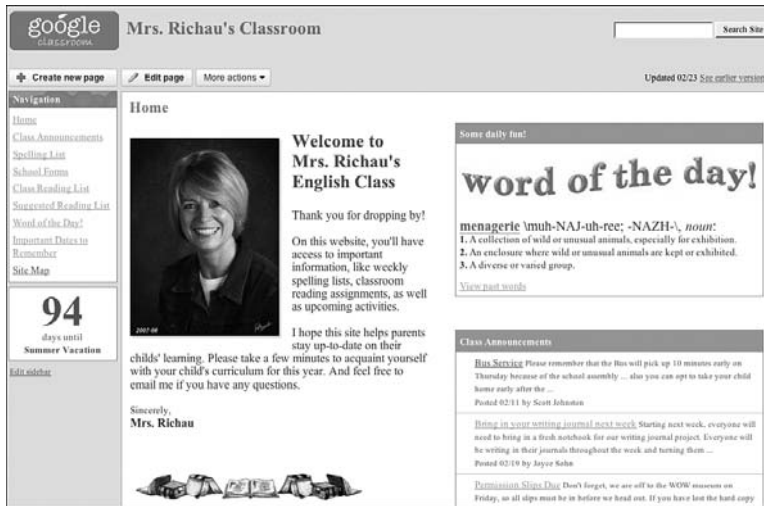 goógle
classroom
Mrs. Richau's Classroom
Search Site
Create new page
Edit page
More actions
Updated 02/23 See earlier version
Navigation
Home
Class Announcements
Spelling List
School Forms
Class Reading List
Suggested Reading List
Word of the Day!
Important Dates to
Remember
Site Map
94
days until
Summer Vacation
Edit sidebar
Home
2007-08
Welcome to
Mrs. Richau's
English Class
Thank you for dropping by!
On this website, you'll have
access to important
information, like weekly
spelling lists, classroom
reading assignments, as well
as upcoming activities.
I hope this site helps parents
stay up-to-date on their
childs' learning. Please take a few minutes to acquaint yourself
with your child's curriculum for this year. And feel free to
email me if you have any questions.
Sincerely,
Mrs. Richau
Some daily fun!
word of the day!
menagerie \muh-NAJ-uh-ree; -NAZH-\, noun:
1. A collection of wild or unusual animals, especially for exhibition.
2. An enclosure where wild or unusual animals are kept or exhibited.
3. A diverse or varied group.
View past words
Class Announcements
Bus Service Please remember that the Bus will pick up 10 minutes early on
Thursday because of the school assembly ... also you can opt to take your child
home early after the ...
Posted 02/11 by Scott Johnston
Bring in your writing journal next week Starting next week, everyone will
need to bring in a fresh notebook for our writing journal project. Everyone will
be writing in their journals throughout the week and turning them ...
Posted 02/19 by Jayce Sohn
Permission Slips Due Don't forget, we are off to the WOW museum on
Friday, so all slips must be in before we head out. If you have lost the hard copy